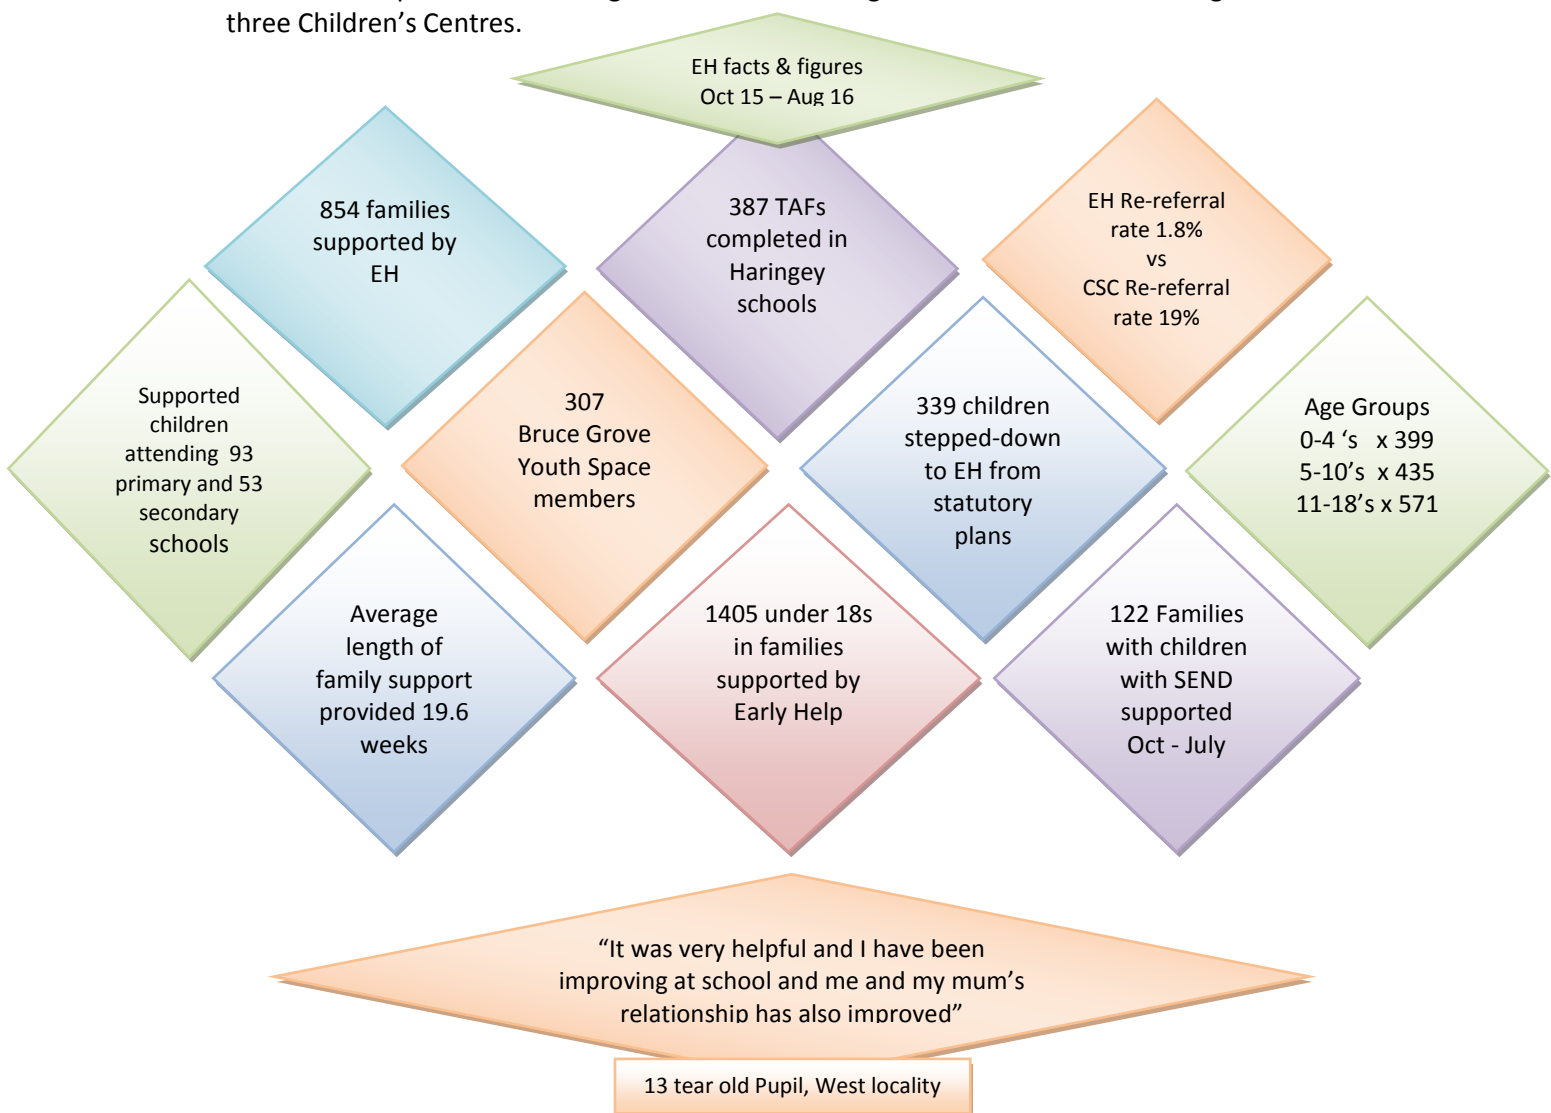 three Children’s Centres.
EH facts & figures
Oct 15 – Aug 16
854 families
supported by
EH
387 TAFs
completed in
Haringey
schools
EH Re-referral
rate 1.8%
vs
CSC Re-referral
rate 19%
Supported
children
attending 93
primary and 53
secondary
schools
307
Bruce Grove
Youth Space
members
339 children
stepped-down
to EH from
statutory
plans
Age Groups
0-4 ‘s x 399
5-10’s x 435
11-18’s x 571
Average
length of
family support
provided 19.6
weeks
1405 under 18s
in families
supported by
Early Help
122 Families
with children
with SEND
supported
Oct - July
“It was very helpful and I have been
improving at school and me and my mum’s
relationship has also improved”
13 tear old Pupil, West locality